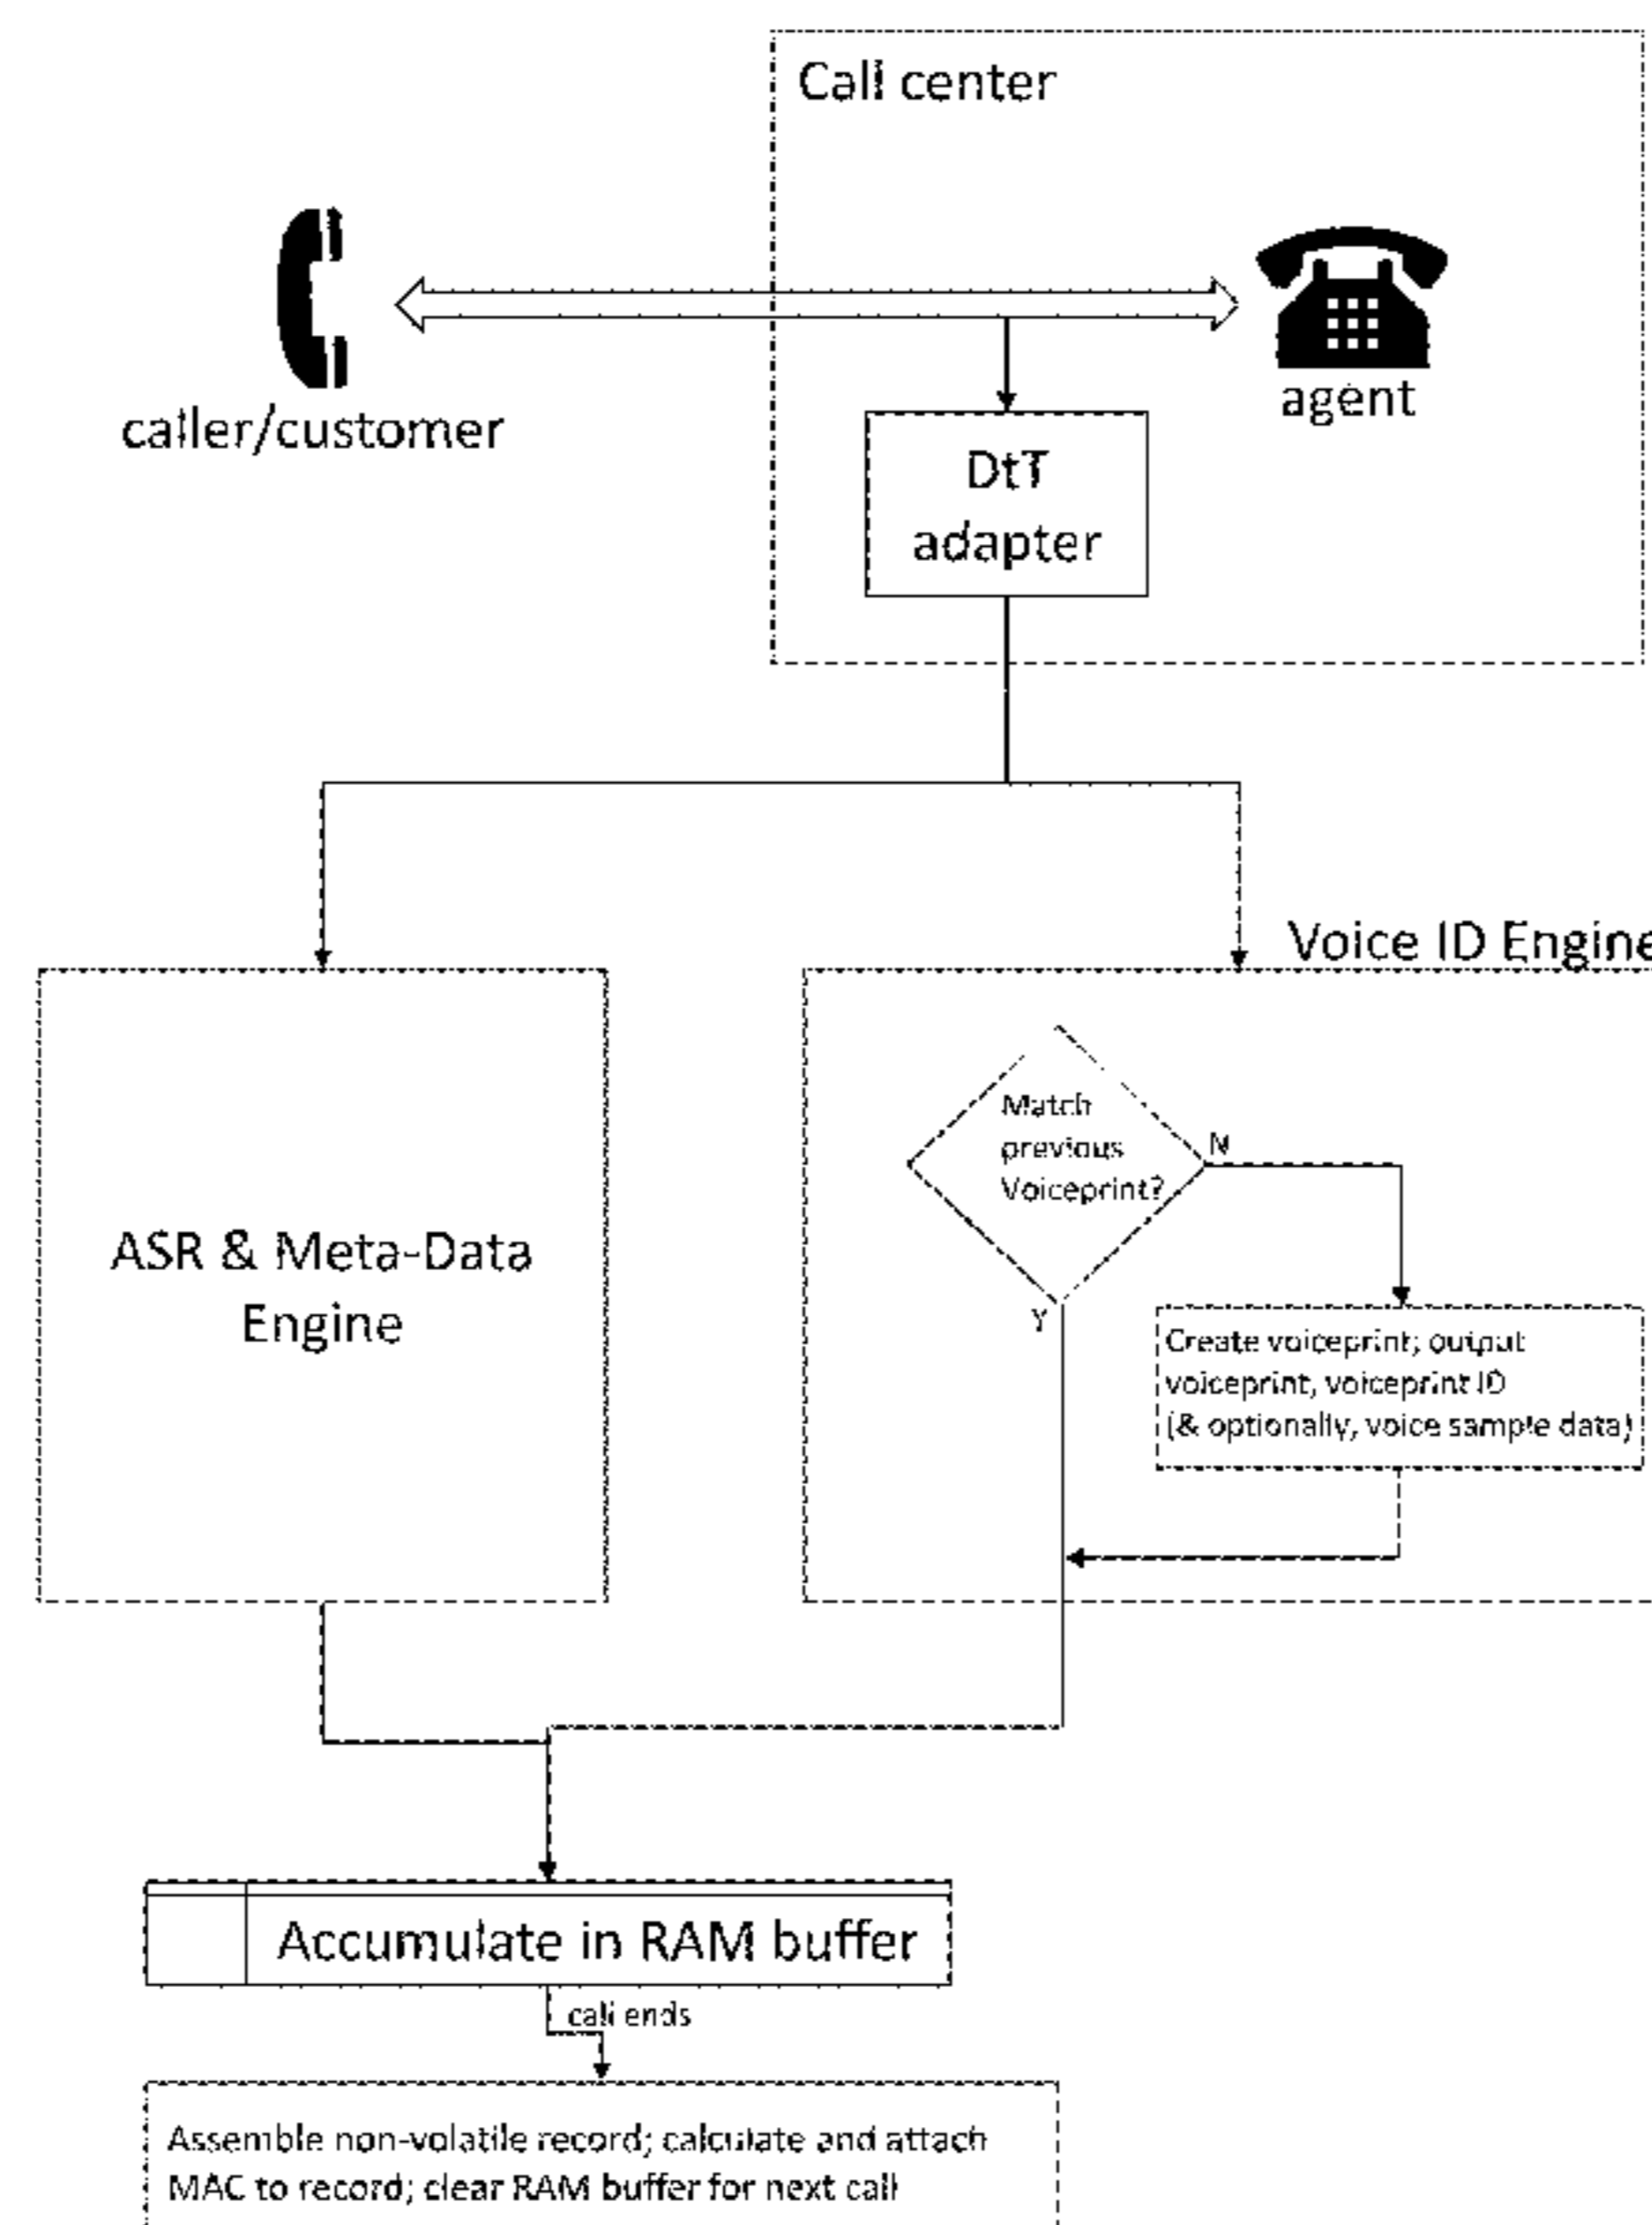 Call center
caller/customer
agent
DtT
adapter
Voice ID Engine
Match
previous
Voiceprint?
N
Y
ASR & Meta-Data
Engine
Create voiceprint; output
voiceprint, voiceprint ID
(& optionally, voice sample data)
Accumulate in RAM buffer
call ends
Assemble non-volatile record; calculate and attach
MAC to record; clear RAM buffer for next call